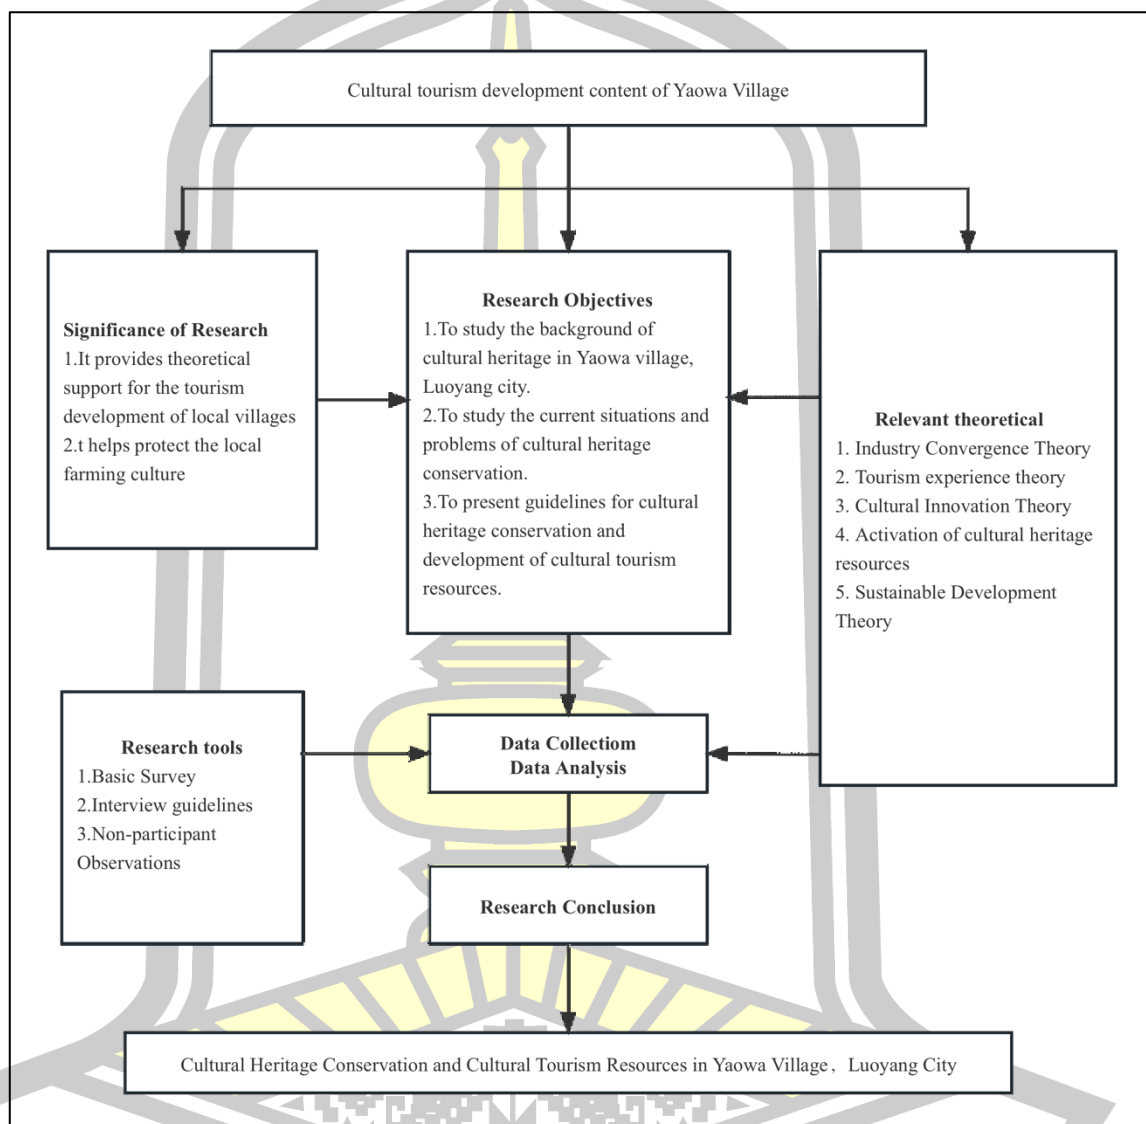 Cultural tourism development content of Yaowa Village
Significance of Research
1.It provides theoretical
support for the tourism
development of local villages
2.t helps protect the local
farming culture
Research Objectives
1.To study the background of
cultural heritage in Yaowa village,
Luoyang city.
2.To study the current situations and
problems of cultural heritage
conservation.
3.To present guidelines for cultural
heritage conservation and
development of cultural tourism
resources.
Relevant theoretical
1. Industry Convergence Theory
2. Tourism experience theory
3. Cultural Innovation Theory
4. Activation of cultural heritage
resources
5. Sustainable Development
Theory
Research tools
1.Basic Survey
2.Interview guidelines
3.Non-participant
Observations
Data Collectiom
Data Analysis
Research Conclusion
Cultural Heritage Conservation and Cultural Tourism Resources in Yaowa Village，Luoyang City